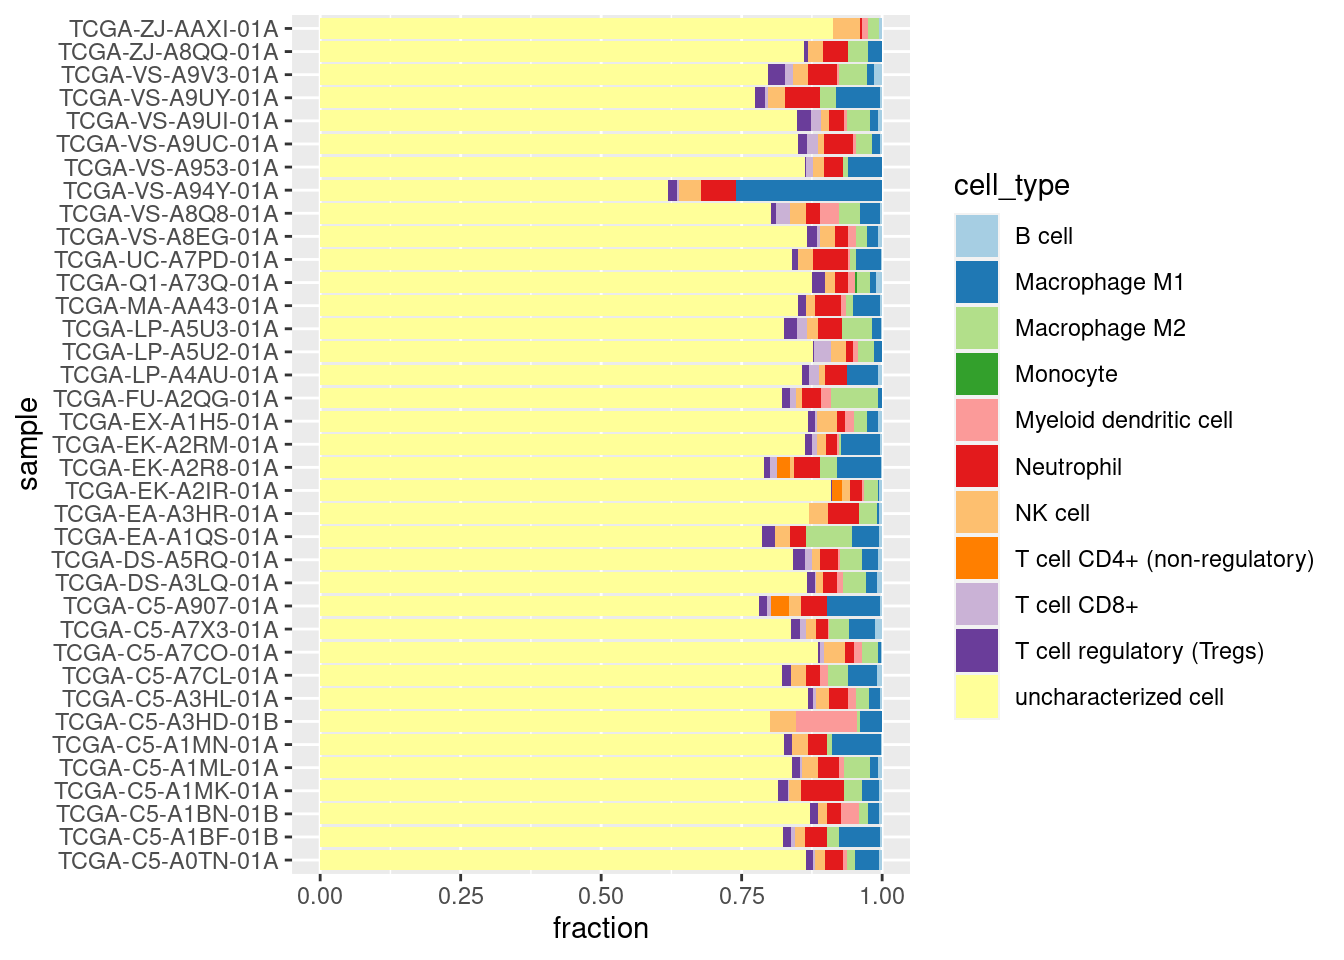 sample
TCGA-ZJ-AAXI-01A
TCGA-ZJ-A8QQ-01A
TCGA-VS-A9V3-01A
TCGA-VS-A9UY-01A
TCGA-VS-A9UI-01A
TCGA-VS-A9UC-01A
TCGA-VS-A953-01A
TCGA-VS-A94Y-01A
TCGA-VS-A8Q8-01A
TCGA-VS-A8EG-01A
TCGA-UC-A7PD-01A
TCGA-Q1-A73Q-01A
TCGA-MA-AA43-01A
TCGA-LP-A5U3-01A
TCGA-LP-A5U2-01A
TCGA-LP-A4AU-01A
TCGA-FU-A2QG-01A
TCGA-EX-A1H5-01A
TCGA-EK-A2RM-01A
TCGA-EK-A2R8-01A
TCGA-EK-A2IR-01A
TCGA-EA-A3HR-01A
TCGA-EA-A1QS-01A
TCGA-DS-A5RQ-01A
TCGA-DS-A3LQ-01A
TCGA-C5-A907-01A
TCGA-C5-A7X3-01A
TCGA-C5-A7CO-01A
TCGA-C5-A7CL-01A
TCGA-C5-A3HL-01A
TCGA-C5-A3HD-01B
TCGA-C5-A1MN-01A
TCGA-C5-A1ML-01A
TCGA-C5-A1MK-01A
TCGA-C5-A1BN-01B
TCGA-C5-A1BF-01B
TCGA-C5-A0TN-01A
0.00 0.25 0.50 0.75 1.00
fraction
cell_type
B cell
Macrophage M1
Macrophage M2
Monocyte
Myeloid dendritic cell
Neutrophil
NK cell
T cell CD4+ (non-regulatory)
T cell CD8+
T cell regulatory (Tregs)
uncharacterized cell